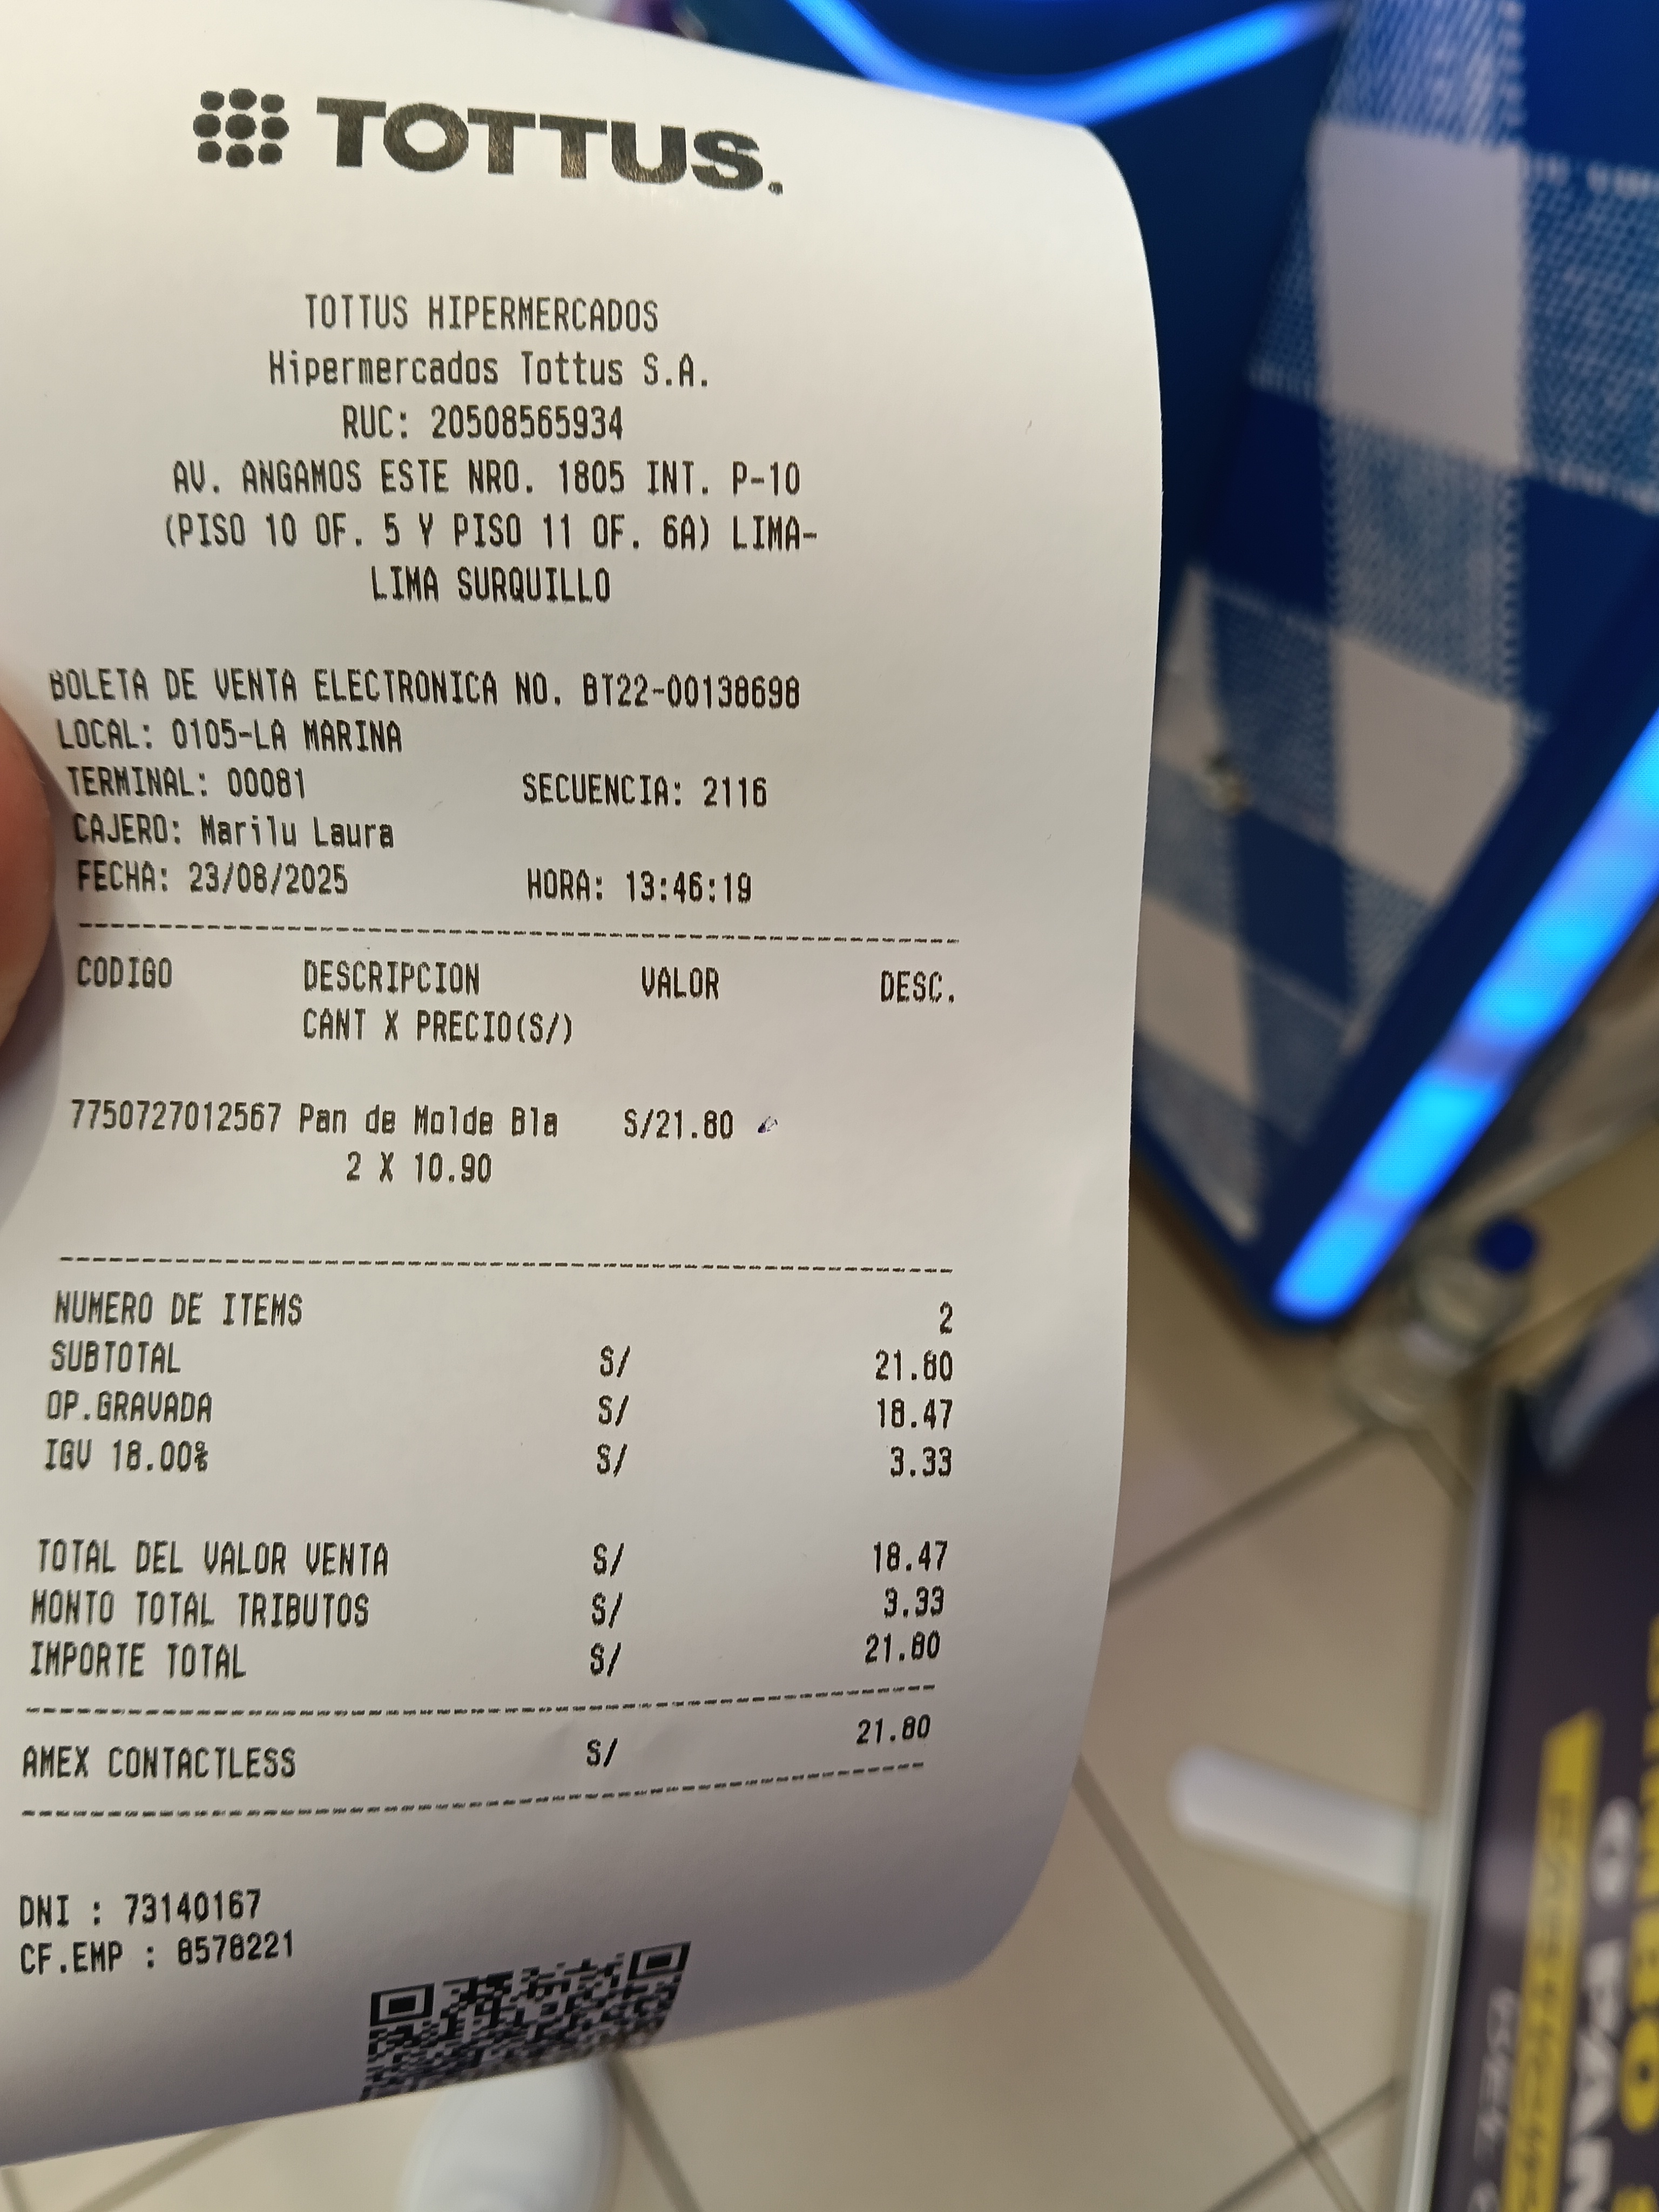 TOTTUS.
TOTTUS HIPERMERCADOS
Hipermercados Tottus S.A.
RUC: 20508565934
AV. ANGAMOS ESTE NRO. 1805 INT. P-10
(PISO 10 OF. 5 Y PISO 11 OF. 6A) LIMA-
LIMA SURQUILLO
BOLETA DE VENTA ELECTRONICA NO. BT22-00138698
LOCAL: 0105-LA MARINA
TERMINAL: 00081 SECUENCIA: 2116
CAJERO: Marilu Laura
FECHA: 23/08/2025 HORA: 13:46:19
CODIGO DESCRIPCION VALOR DESC.
CANT X PRECIO(S/)
7750727012567 Pan de Molde Bla S/21.80
2 X 10.90
NUMERO DE ITEMS 2
SUBTOTAL S/ 21.80
OP.GRAVADA S/ 18.47
IGV 18.00% S/ 3.33
TOTAL DEL VALOR VENTA S/ 18.47
MONTO TOTAL TRIBUTOS S/ 3.33
IMPORTE TOTAL S/ 21.80
AMEX CONTACTLESS S/ 21.80
DNI : 73140167
CF.EMP : 8578221